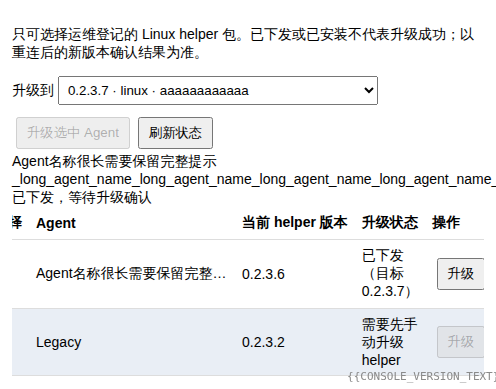 只可选择运维登记的 Linux helper 包。已下发或已安装不代表升级成功；以
重连后的新版本确认结果为准。
升级到 0.2.3.7 · linux · aaaaaaaaaaaa
升级选中 Agent 刷新状态
Agent名称很长需要保留完整提示
_long_agent_name_long_agent_name_long_agent_name_long_agent_name_
已下发，等待升级确认
择 Agent 当前 helper 版本 升级状态 操作
Agent名称很长需要保留完整… 0.2.3.6 已下发
（目标
0.2.3.7） 升级
Legacy 0.2.3.2 需要先手
动升级
helper 升级
{{CONSOLE_VERSION_TEXT}